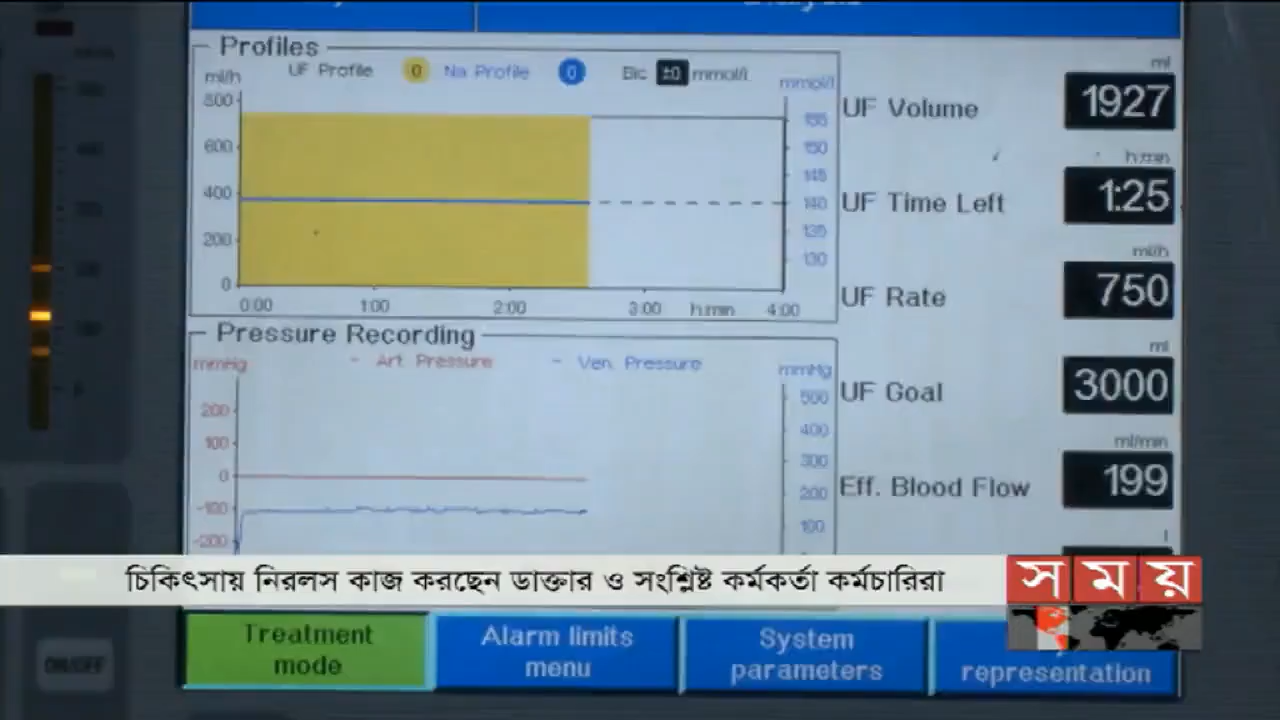 Profiles
ml/h
UF Profile 0 Na Profile 0 Bic ±0 mmol/l
mmol/l
800
600
400
200
0
155
150
145
140
135
130
0:00 1:00 2:00 3:00 h:min 4:00
Pressure Recording
mmHg
- Art. Pressure - Ven. Pressure
mmHg
200
100
0
-100
-200
500
400
300
200
100
ml
UF Volume 1927
h:min
UF Time Left 1:25
ml/h
UF Rate 750
ml
UF Goal 3000
ml/min
Eff. Blood Flow 199
l
চিকিৎসায় নিরলস কাজ করছেন ডাক্তার ও সংশ্লিষ্ট কর্মকর্তা কর্মচারিরা
সময়
Treatment
mode
Alarm limits
menu
System
parameters
representation
ON/OFF